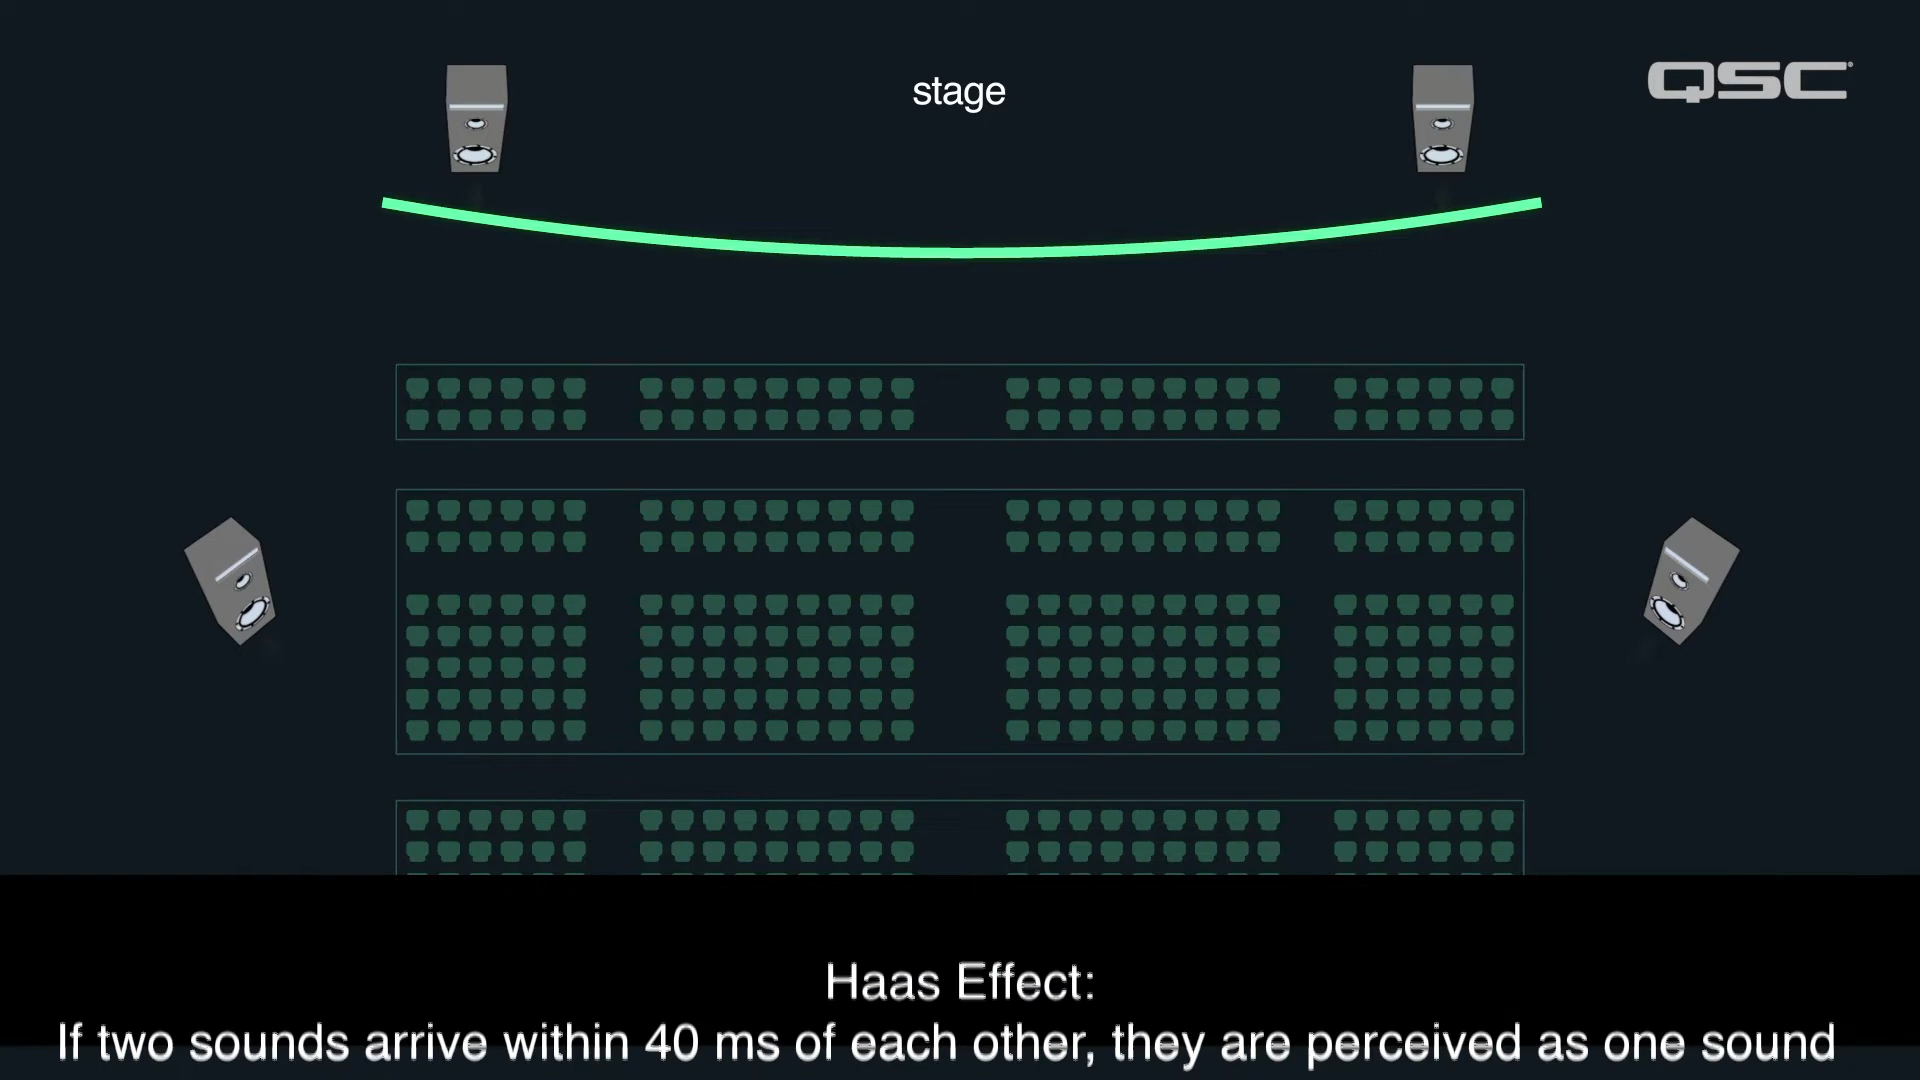 stage
QSC
Haas Effect:
If two sounds arrive within 40 ms of each other, they are perceived as one sound